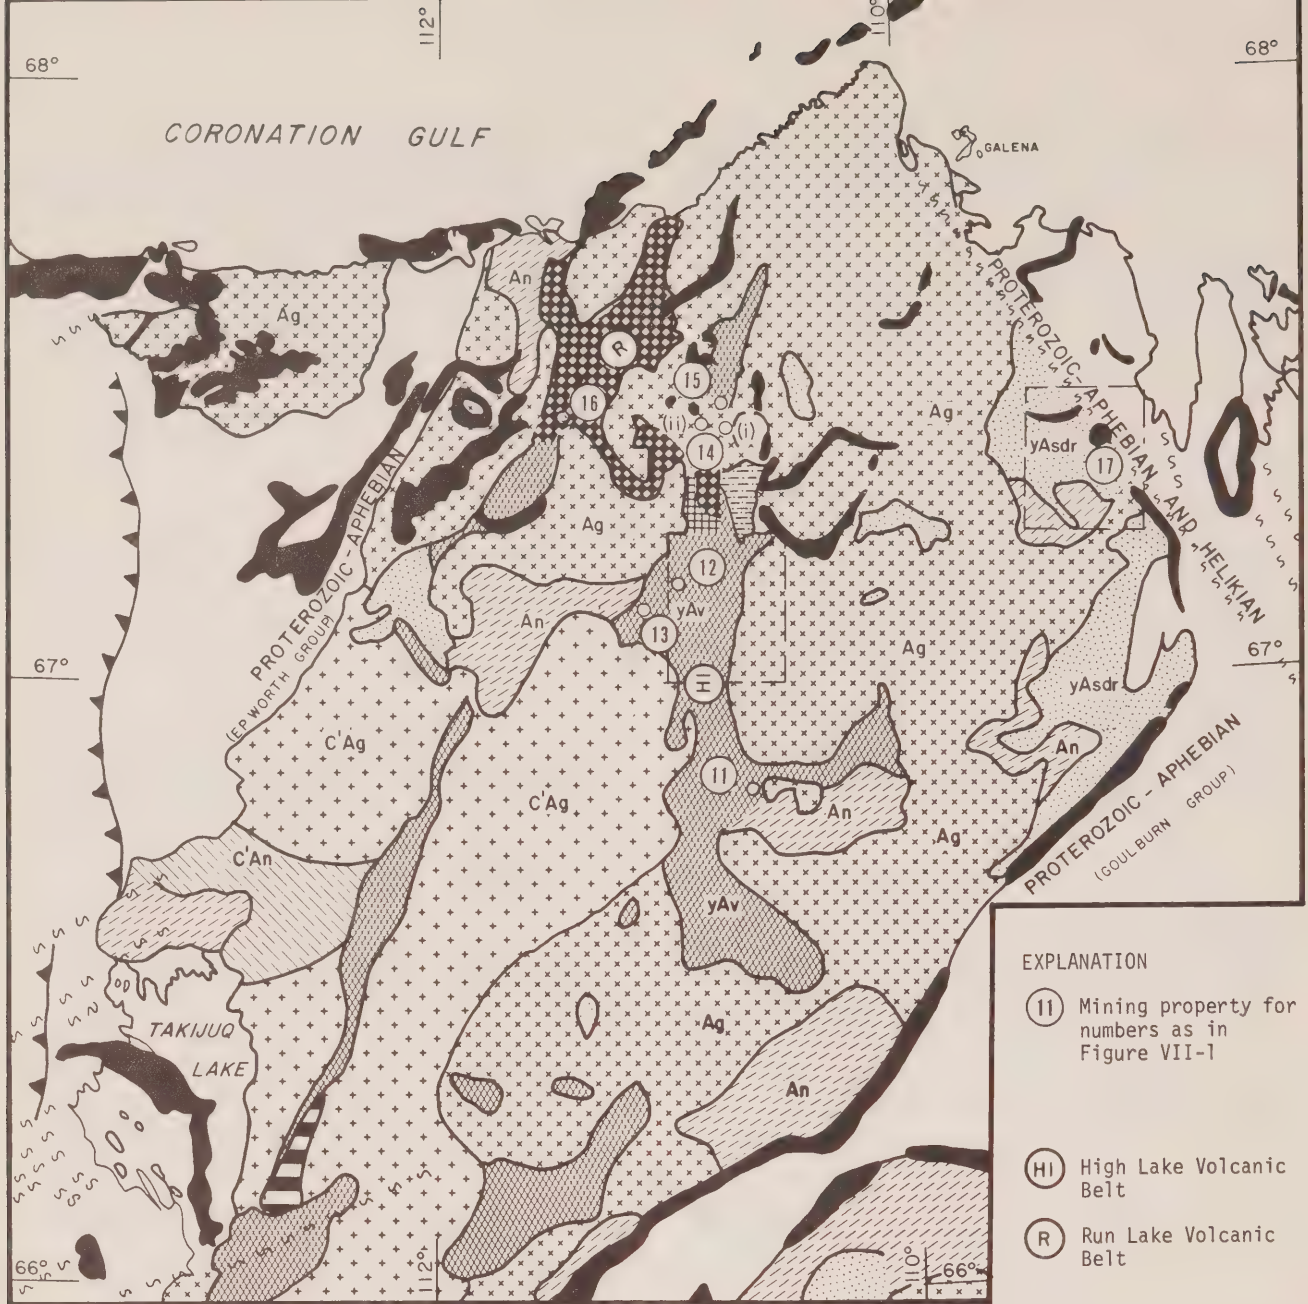 112°
110°
68°
68°
CORONATION GULF
GALENA
An
Ag
R
PROTEROZOIC
15
16
Ag
(ii)
(i)
14
APHEBIAN AND HELIKIAN
yAsdr
17
Ag
12
An
yAv
13
PROTEROZOIC - APHEBIAN
(EPWORTH GROUP)
Ag
67°
67°
HI
yAsdr
C'Ag
An
11
C'Ag
An
PROTEROZOIC - APHEBIAN
(GOULBURN GROUP)
Ag
C'An
yAv
TAKIJUQ
LAKE
Ag
An
66°
112°
110°
66°
EXPLANATION
11 Mining property for
numbers as in
Figure VII-1
HI High Lake Volcanic
Belt
R Run Lake Volcanic
Belt